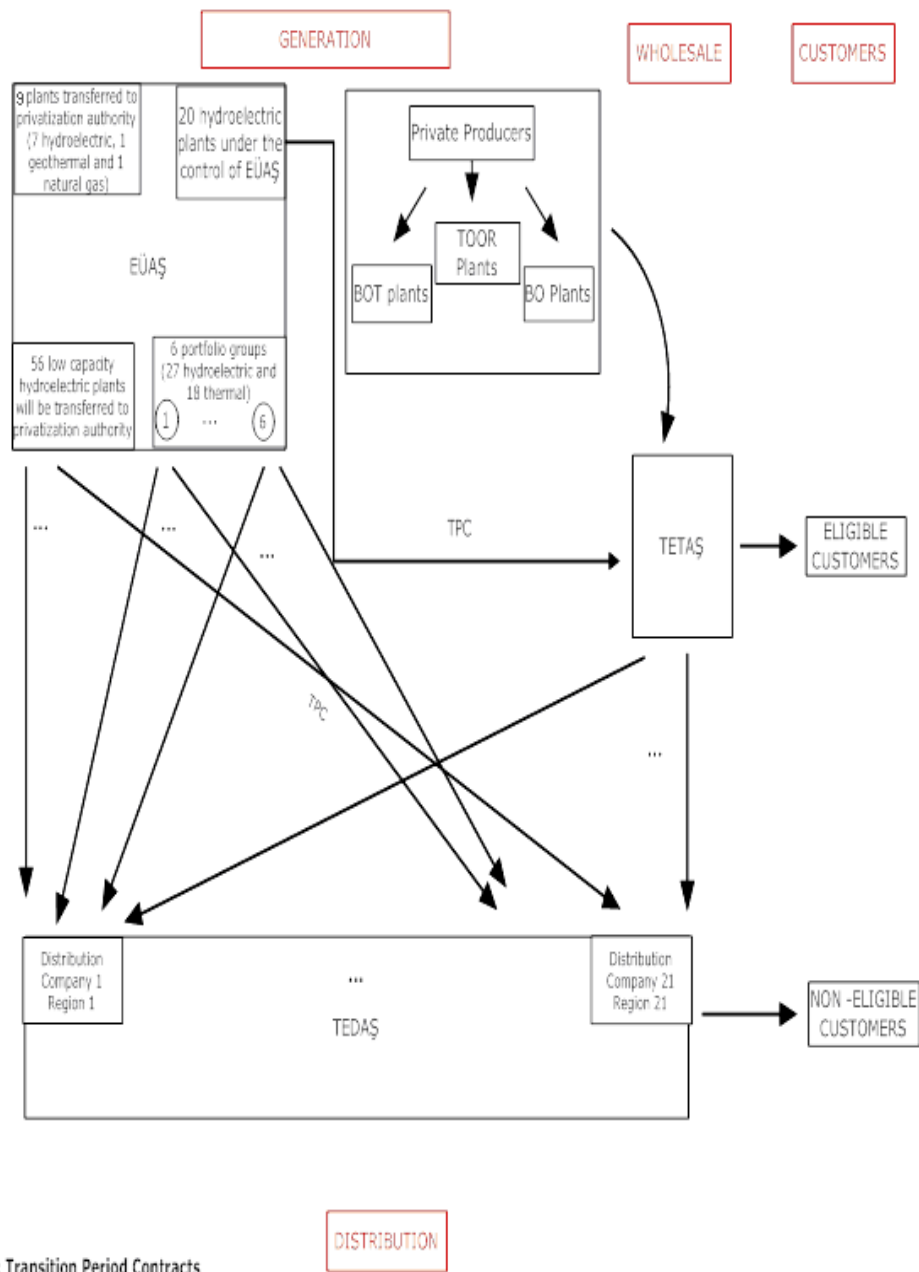 GENERATION
WHOLESALE
CUSTOMERS
9 plants transferred to
privatization authority
(7 hydroelectric, 1
geothermal and 1
natural gas)
20 hydroelectric
plants under the
control of EÜAŞ
EÜAŞ
56 low capacity
hydroelectric plants
will be transferred to
privatization authority
6 portfolio groups
(27 hydroelectric and
18 thermal)
1 ... 6
Private Producers
TOOR
Plants
BOT plants
BO Plants
...
...
...
TPC
TETAŞ
ELIGIBLE
CUSTOMERS
TPC
...
Distribution
Company 1
Region 1
...
Distribution
Company 21
Region 21
TEDAŞ
NON -ELIGIBLE
CUSTOMERS
DISTRIBUTION
: Transition Period Contracts